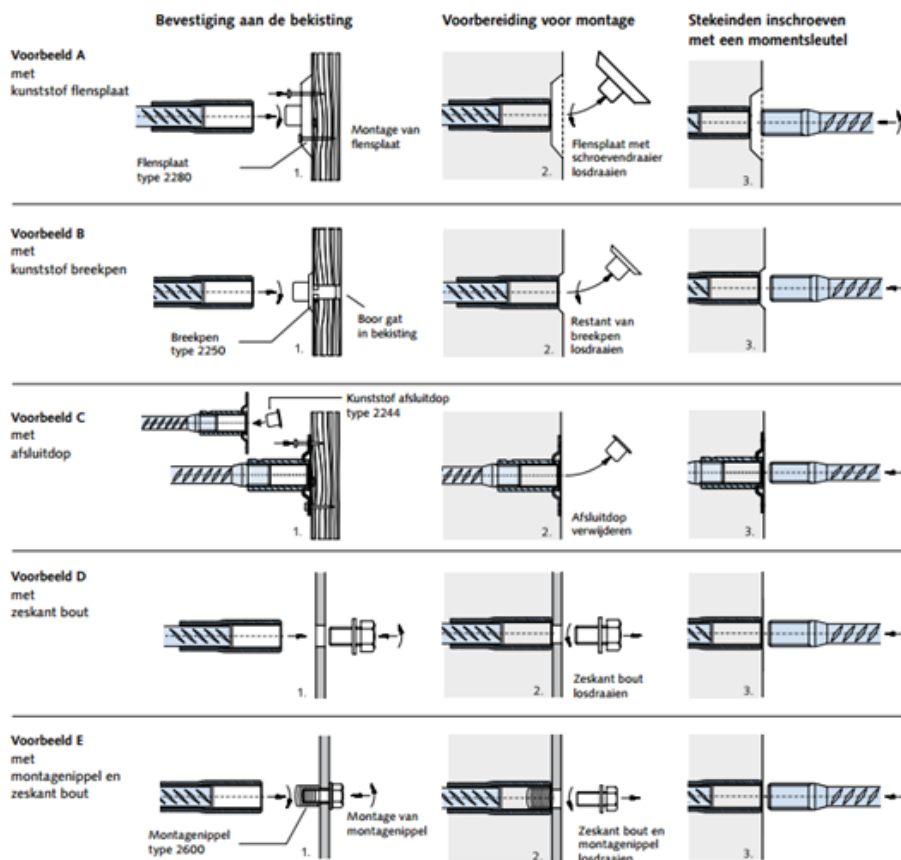 Bevestiging aan de bekisting
Voorbereiding voor montage
Stekeinden inschroeven
met een momentsleutel
Voorbeeld A
met
kunststof flensplaat
Flensplaat
type 2280
Montage van
flensplaat
1.
Flensplaat met
schroevendraaier
losdraaien
2.
3.
Voorbeeld B
met
kunststof breekpen
Breekpen
type 2250
Boor gat
in bekisting
1.
Restant van
breekpen
losdraaien
2.
3.
Voorbeeld C
met
afsluitdop
Kunststof afsluitdop
type 2244
1.
Afsluitdop
verwijderen
2.
3.
Voorbeeld D
met
zeskant bout
1.
Zeskant bout
losdraaien
2.
3.
Voorbeeld E
met
montagenippel en
zeskant bout
Montagenippel
type 2600
Montage van
montagenippel
1.
Zeskant bout en
montagenippel
losdraaien
2.
3.